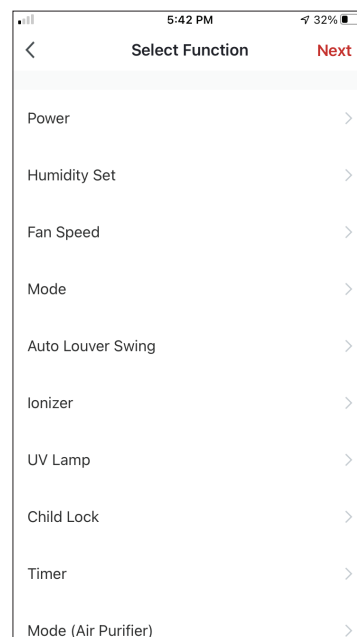 5:42 PM 32%
Select Function Next
Power
Humidity Set
Fan Speed
Mode
Auto Louver Swing
Ionizer
UV Lamp
Child Lock
Timer
Mode (Air Purifier)